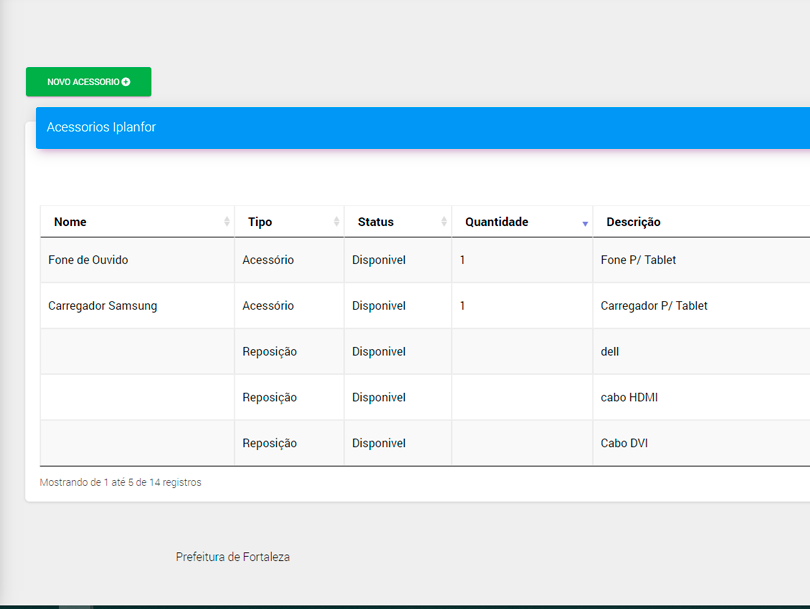 NOVO ACESSORIO
Acessorios Iplanfor
Nome Tipo Status Quantidade Descrição
Fone de Ouvido Acessório Disponivel 1 Fone P/ Tablet
Carregador Samsung Acessório Disponivel 1 Carregador P/ Tablet
Reposição Disponivel dell
Reposição Disponivel cabo HDMI
Reposição Disponivel Cabo DVI
Mostrando de 1 até 5 de 14 registros
Prefeitura de Fortaleza